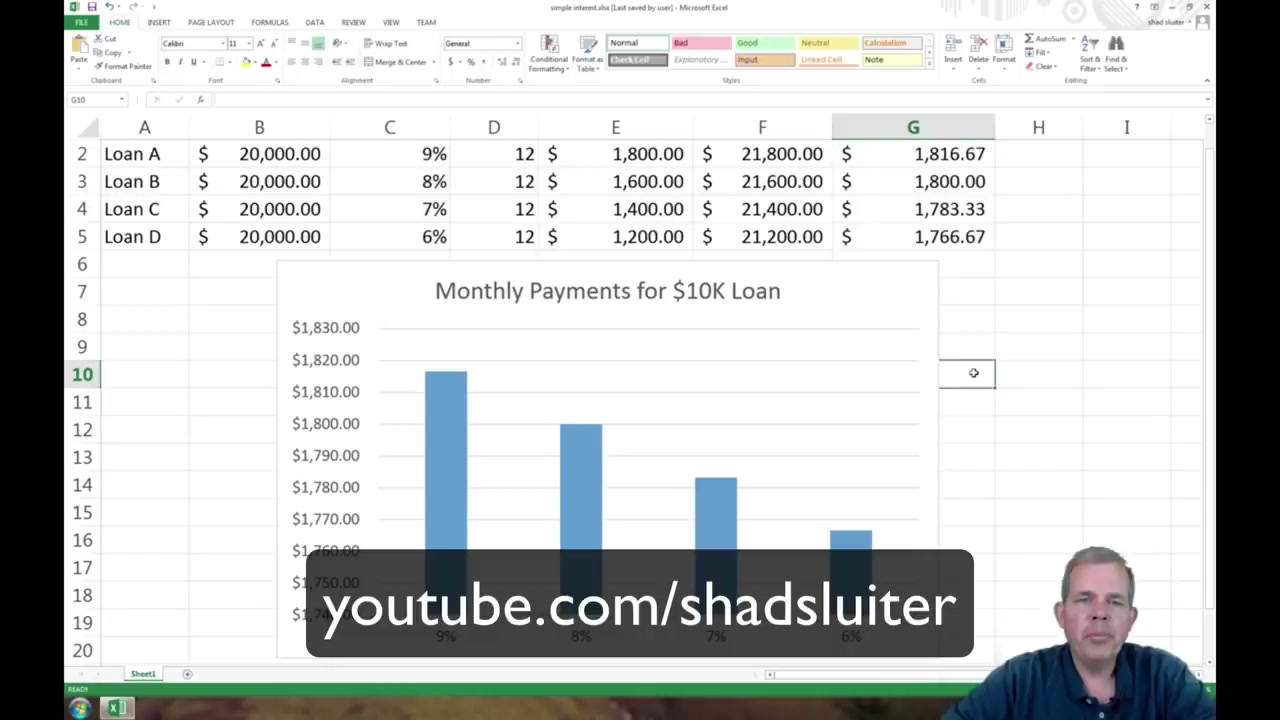 simple interest.xlsx [Last saved by user] - Microsoft Excel
FILE HOME INSERT PAGE LAYOUT FORMULAS DATA REVIEW VIEW TEAM shad sluiter
Paste Cut Copy Format Painter
Calibri 11
B I U
Wrap Text
Merge & Center
General
$ % ,
Conditional Formatting Format as Table
Normal Bad Good Neutral Calculation
Check Cell Explanatory ... Input Linked Cell Note
Insert Delete Format
AutoSum Fill Clear
Sort & Filter Find & Select
Clipboard Font Alignment Number Styles Cells Editing
G10 fx
A B C D E F G H I
2 Loan A $ 20,000.00 9% 12 $ 1,800.00 $ 21,800.00 $ 1,816.67
3 Loan B $ 20,000.00 8% 12 $ 1,600.00 $ 21,600.00 $ 1,800.00
4 Loan C $ 20,000.00 7% 12 $ 1,400.00 $ 21,400.00 $ 1,783.33
5 Loan D $ 20,000.00 6% 12 $ 1,200.00 $ 21,200.00 $ 1,766.67
6
7
8
9
10
11
12
13
14
15
16
17
18
19
20
Monthly Payments for $10K Loan
$1,830.00
$1,820.00
$1,810.00
$1,800.00
$1,790.00
$1,780.00
$1,770.00
$1,760.00
$1,750.00
9% 8% 7% 6%
youtube.com/shadsluiter
Sheet1
READY